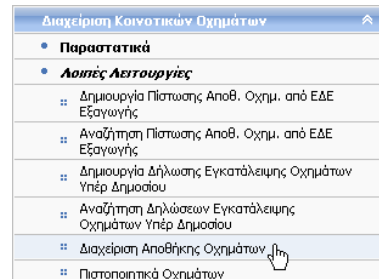 Διαχείριση Κοινοτικών Οχημάτων
Παραστατικά
Λοιπές Λειτουργίες
Δημιουργία Πίστωσης Αποθ. Οχημ. από ΕΔΕ
Εξαγωγής
Αναζήτηση Πίστωσης Αποθ. Οχημ. από ΕΔΕ
Εξαγωγής
Δημιουργία Δήλωσης Εγκατάλειψης Οχημάτων
Υπέρ Δημοσίου
Αναζήτηση Δηλώσεων Εγκατάλειψης
Οχημάτων Υπέρ Δημοσίου
Διαχείριση Αποθήκης Οχημάτων
Πιστοποιητικά Οχημάτων